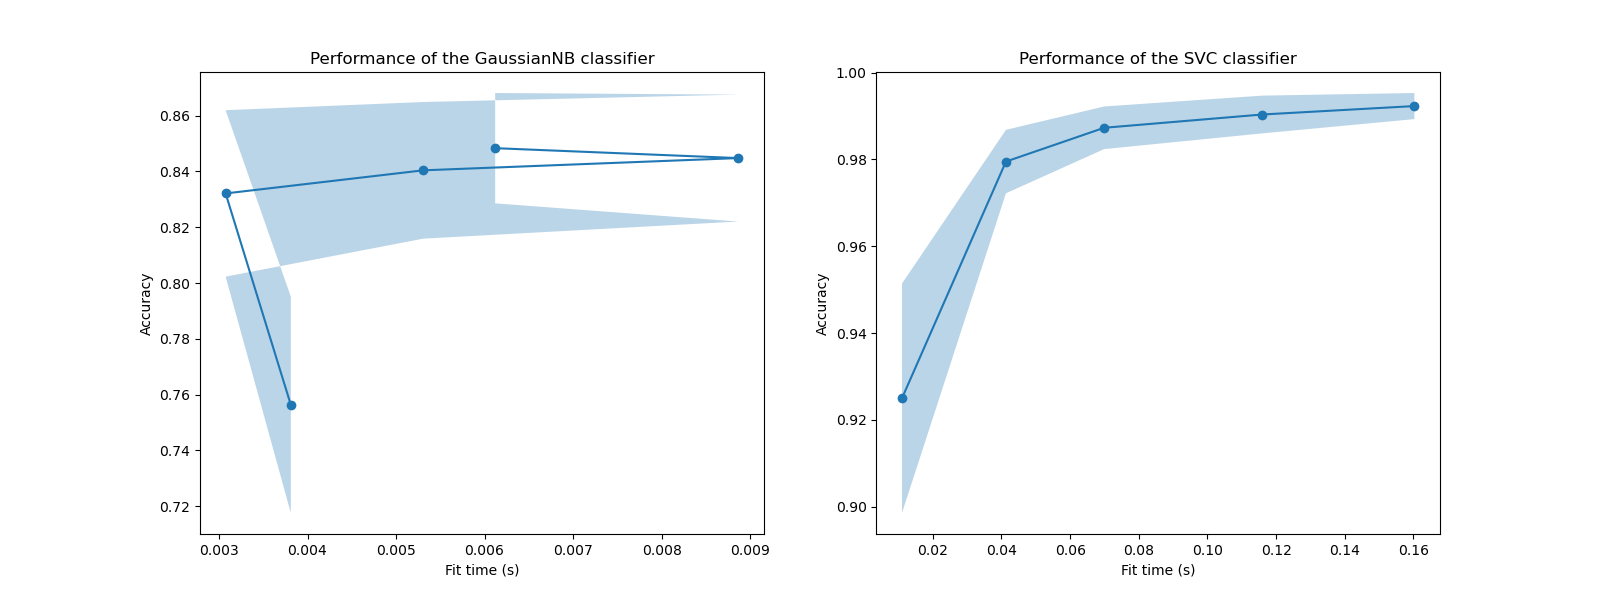 Performance of the GaussianNB classifier
0.86
0.84
0.82
0.80
0.78
0.76
0.74
0.72
Accuracy
0.003 0.004 0.005 0.006 0.007 0.008 0.009
Fit time (s)
Performance of the SVC classifier
1.00
0.98
0.96
0.94
0.92
0.90
Accuracy
0.02 0.04 0.06 0.08 0.10 0.12 0.14 0.16
Fit time (s)